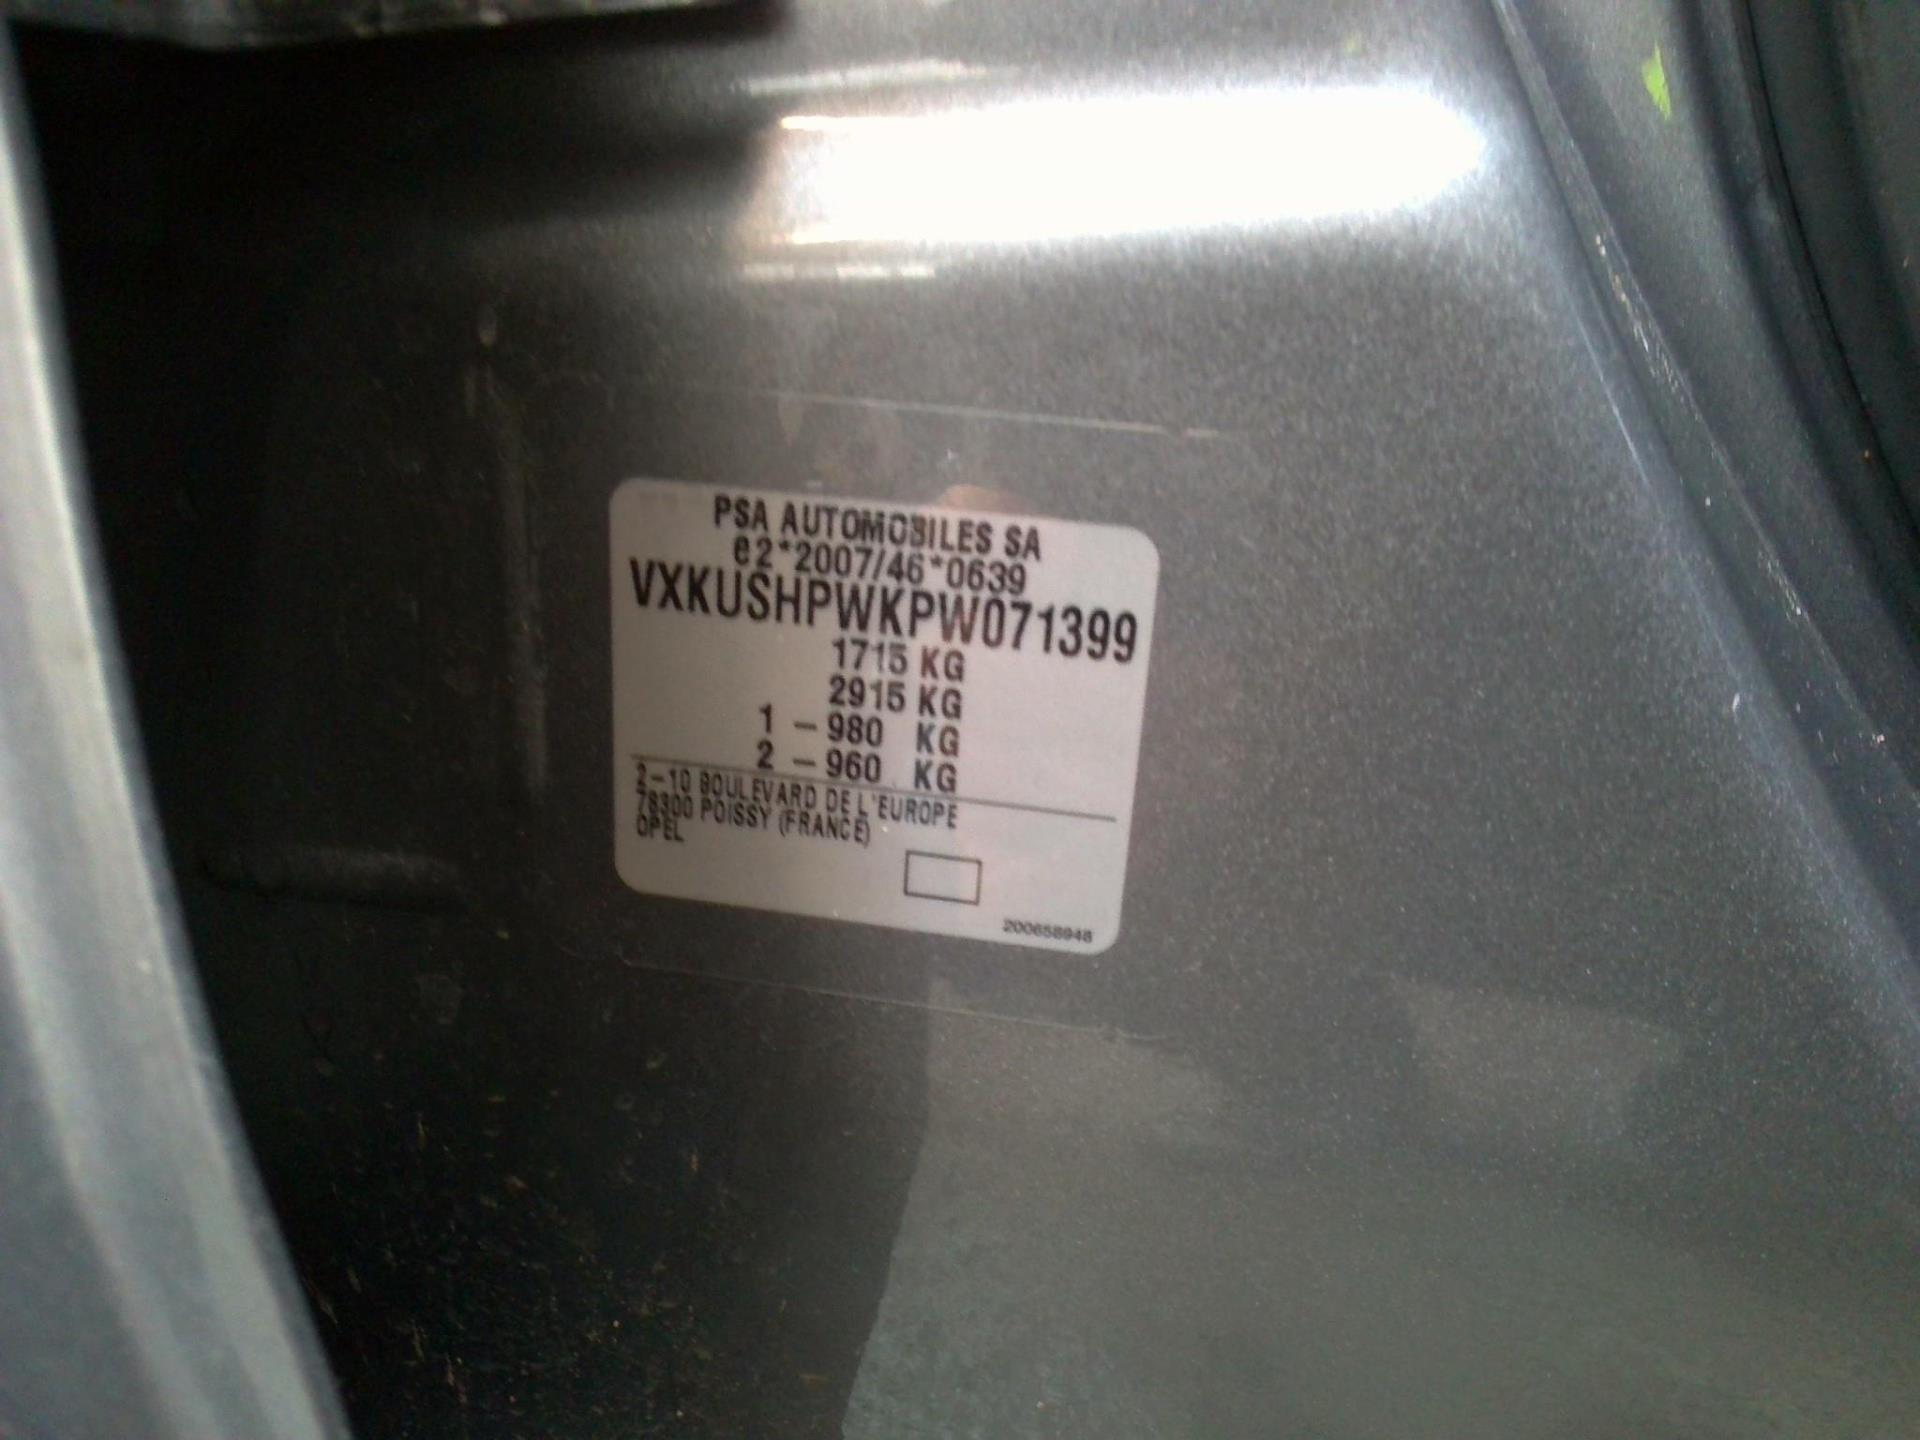 PSA AUTOMOBILES SA
e2*2007/46*0639
VXKUSHPWKPW071399
1715 KG
2915 KG
1 - 980 KG
2 - 960 KG
2-10 BOULEVARD DE L'EUROPE
78300 POISSY (FRANCE)
OPEL
200658948